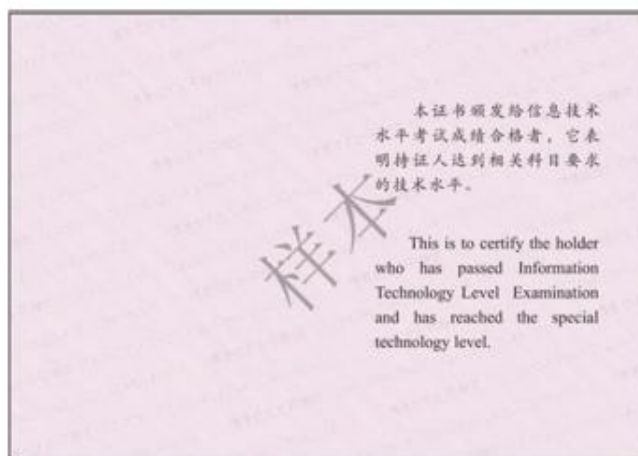 本证书颁发给信息技术
水平考试成绩合格者，它表
明持证人达到相关科目要求
的技术水平。
样本
This is to certify the holder
who has passed Information
Technology Level Examination
and has reached the special
technology level.